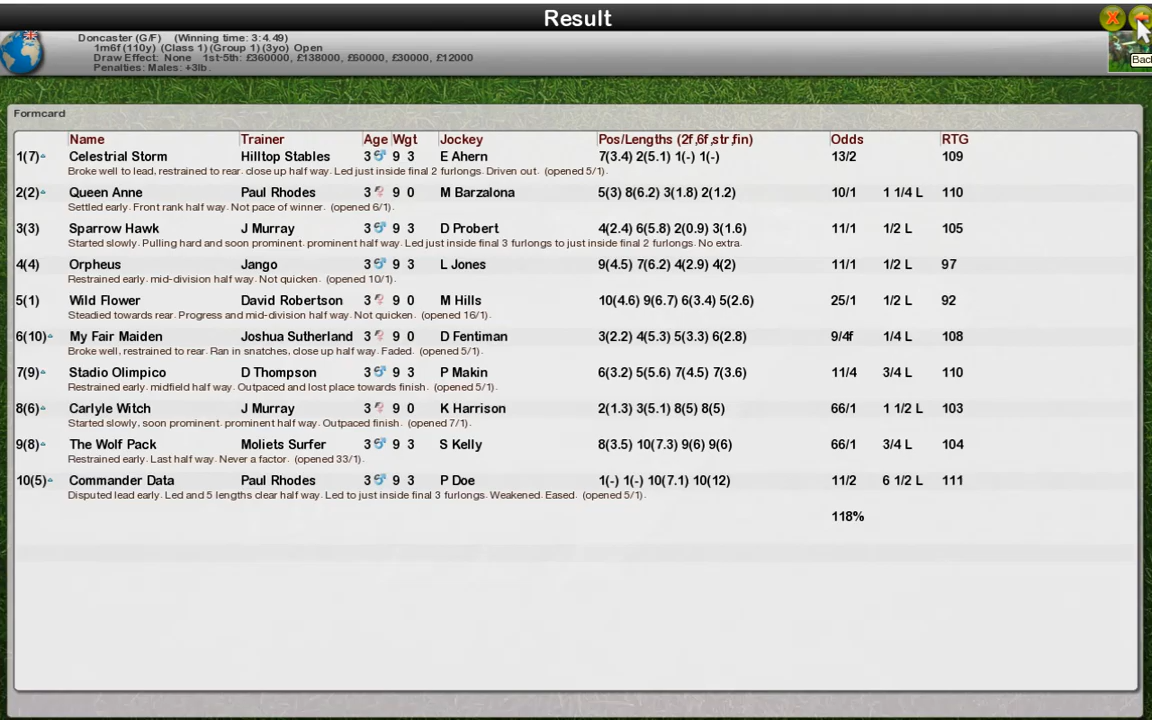 Result
Doncaster (G/F) (Winning time: 3:4.49)
1m6f (110y) (Class 1) (Group 1) (3yo) Open
Draw Effect: None 1st-5th: £360000, £138000, £60000, £30000, £12000
Penalties: Males: +3lb.
Back
Formcard
Name Trainer Age Wgt Jockey Pos/Lengths (2f,6f,str,fin) Odds RTG
1(7) Celestrial Storm Hilltop Stables 3 9 3 E Ahern 7(3.4) 2(5.1) 1(-) 1(-) 13/2 109
Broke well to lead, restrained to rear. close up half way. Led just inside final 2 furlongs. Driven out. (opened 5/1).
2(2) Queen Anne Paul Rhodes 3 9 0 M Barzalona 5(3) 8(6.2) 3(1.8) 2(1.2) 10/1 1 1/4 L 110
Settled early. Front rank half way. Not pace of winner. (opened 6/1).
3(3) Sparrow Hawk J Murray 3 9 3 D Probert 4(2.4) 6(5.8) 2(0.9) 3(1.6) 11/1 1/2 L 105
Started slowly. Pulling hard and soon prominent. prominent half way. Led just inside final 3 furlongs to just inside final 2 furlongs. No extra.
4(4) Orpheus Jango 3 9 3 L Jones 9(4.5) 7(6.2) 4(2.9) 4(2) 11/1 1/2 L 97
Restrained early. mid-division half way. Not quicken. (opened 10/1).
5(1) Wild Flower David Robertson 3 9 0 M Hills 10(4.6) 9(6.7) 6(3.4) 5(2.6) 25/1 1/2 L 92
Steadied towards rear. Progress and mid-division half way. Not quicken. (opened 16/1).
6(10) My Fair Maiden Joshua Sutherland 3 9 0 D Fentiman 3(2.2) 4(5.3) 5(3.3) 6(2.8) 9/4f 1/4 L 108
Broke well, restrained to rear. Ran in snatches, close up half way. Faded. (opened 5/1).
7(9) Stadio Olimpico D Thompson 3 9 3 P Makin 6(3.2) 5(5.6) 7(4.5) 7(3.6) 11/4 3/4 L 110
Restrained early. midfield half way. Outpaced and lost place towards finish. (opened 5/1).
8(6) Carlyle Witch J Murray 3 9 0 K Harrison 2(1.3) 3(5.1) 8(5) 8(5) 66/1 1 1/2 L 103
Started slowly, soon prominent. prominent half way. Outpaced finish. (opened 7/1).
9(8) The Wolf Pack Moliets Surfer 3 9 3 S Kelly 8(3.5) 10(7.3) 9(6) 9(6) 66/1 3/4 L 104
Restrained early. Last half way. Never a factor. (opened 33/1).
10(5) Commander Data Paul Rhodes 3 9 3 P Doe 1(-) 1(-) 10(7.1) 10(12) 11/2 6 1/2 L 111
Disputed lead early. Led and 5 lengths clear half way. Led to just inside final 3 furlongs. Weakened. Eased. (opened 5/1).
118%